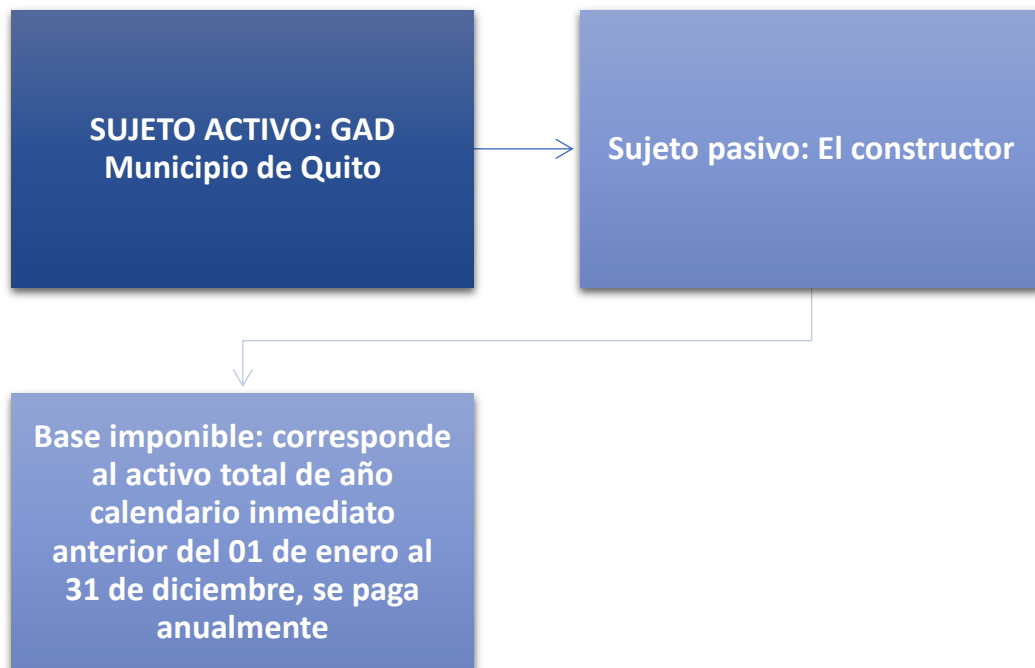 SUJETO ACTIVO: GAD
Municipio de Quito
Sujeto pasivo: El constructor
Base imponible: corresponde
al activo total de año
calendario inmediato
anterior del 01 de enero al
31 de diciembre, se paga
anualmente